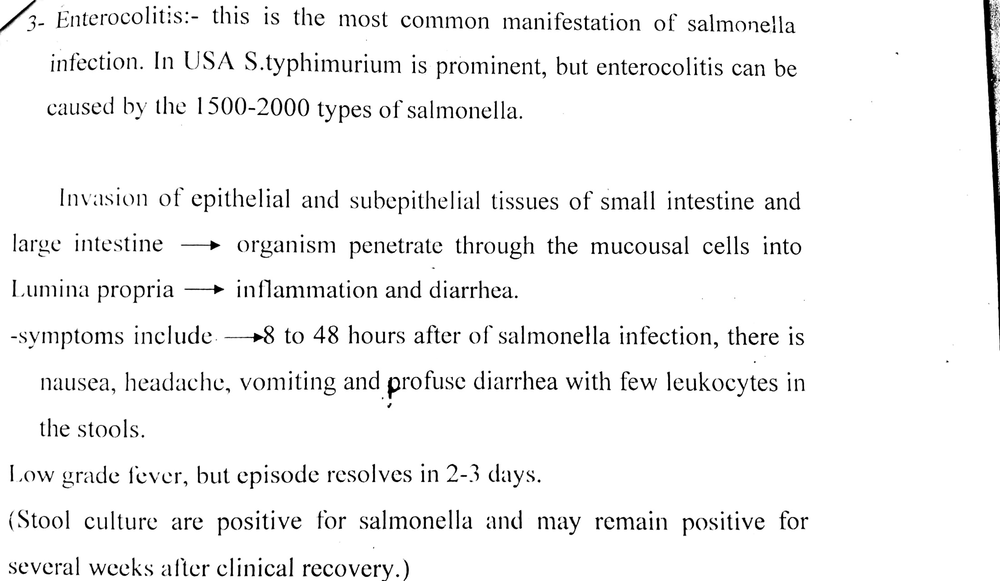 3- Enterocolitis:- this is the most common manifestation of salmonella
infection. In USA S.typhimurium is prominent, but enterocolitis can be
caused by the 1500-2000 types of salmonella.
Invasion of epithelial and subepithelial tissues of small intestine and
large intestine → organism penetrate through the mucousal cells into
Lumina propria → inflammation and diarrhea.
-symptoms include →8 to 48 hours after of salmonella infection, there is
nausea, headache, vomiting and profuse diarrhea with few leukocytes in
the stools.
Low grade fever, but episode resolves in 2-3 days.
(Stool culture are positive for salmonella and may remain positive for
several weeks after clinical recovery.)